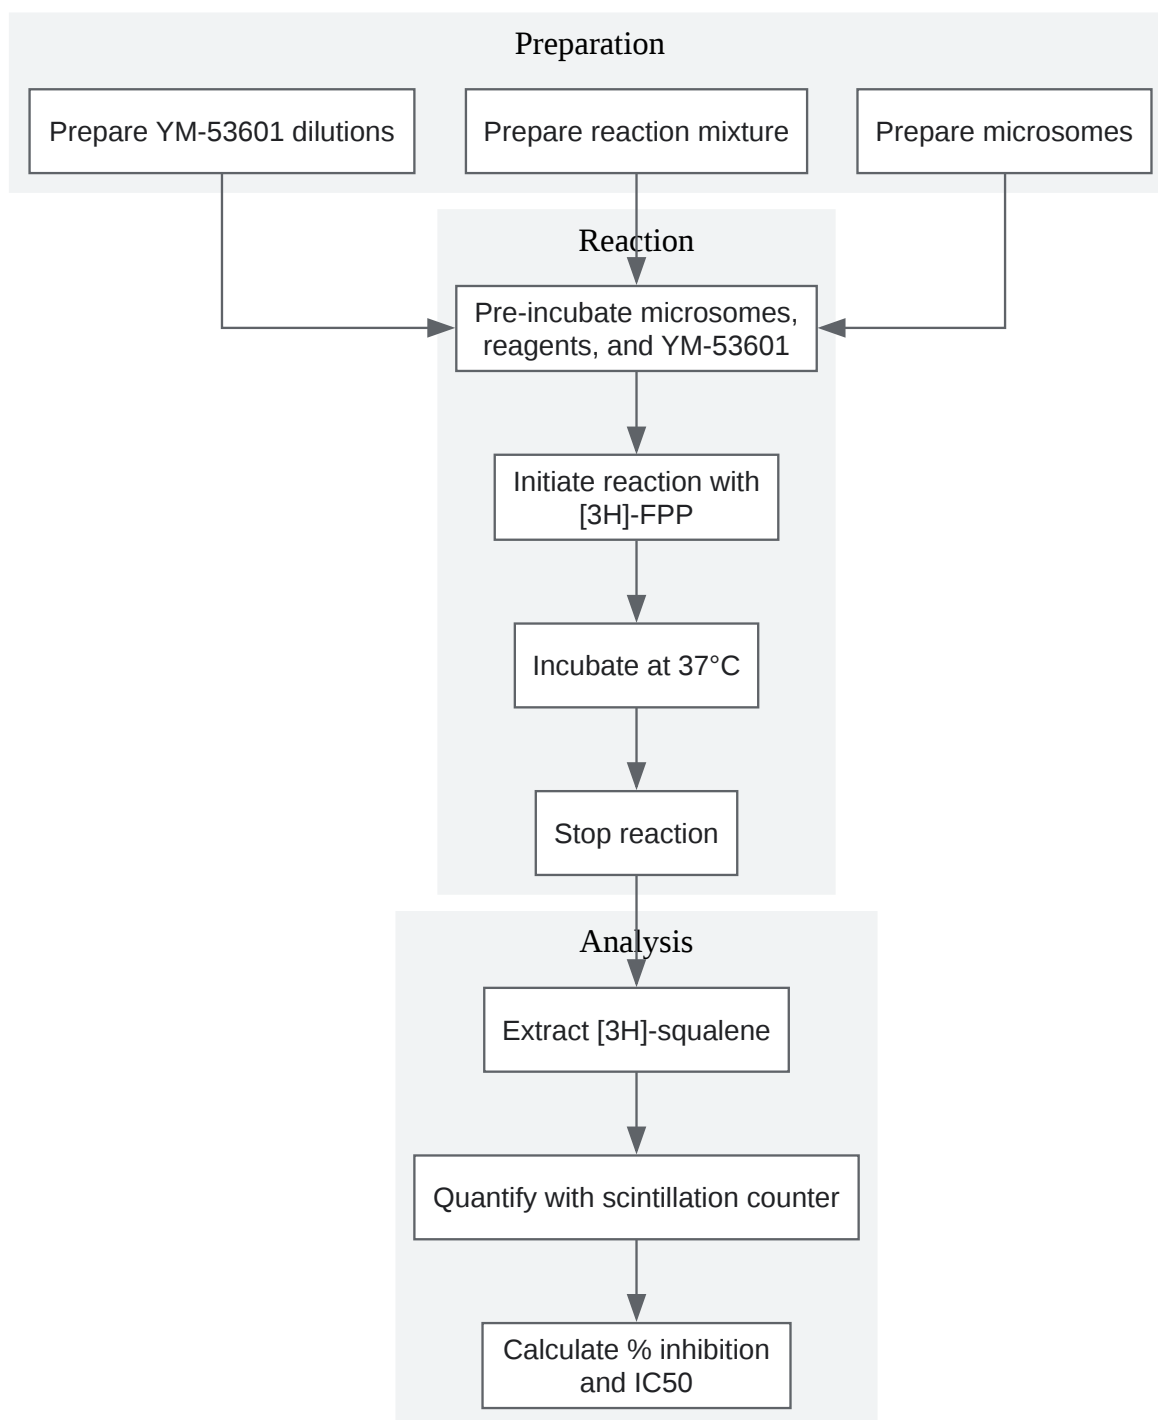 Preparation
Prepare YM-53601 dilutions
Prepare reaction mixture
Prepare microsomes
Reaction
Pre-incubate microsomes,
reagents, and YM-53601
Initiate reaction with
[3H]-FPP
Incubate at 37°C
Stop reaction
Analysis
Extract [3H]-squalene
Quantify with scintillation counter
Calculate % inhibition
and IC50